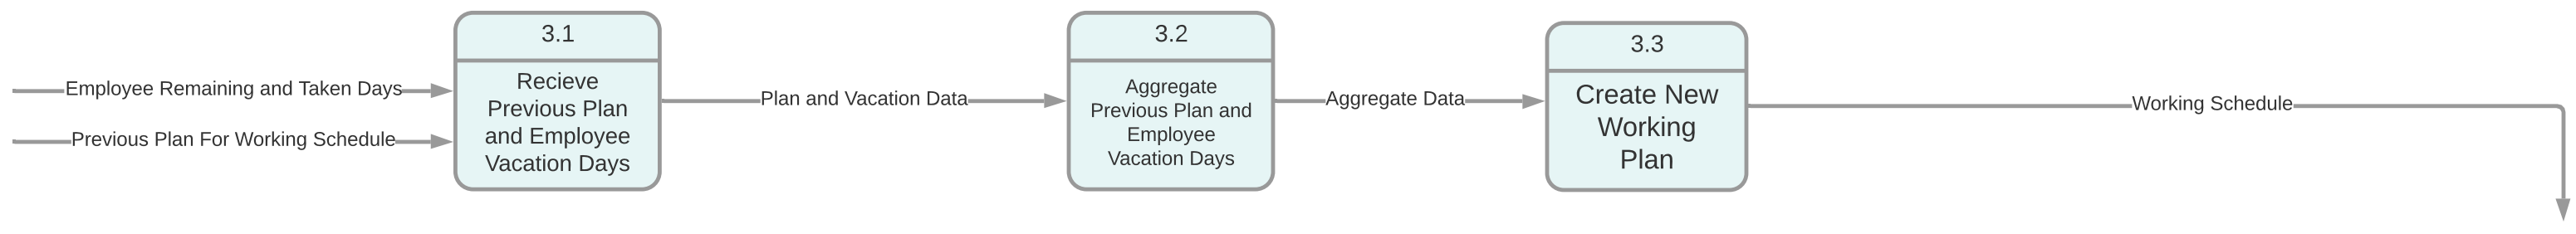 3.1
Employee Remaining and Taken Days
Previous Plan For Working Schedule
Recieve
Previous Plan
and Employee
Vacation Days
Plan and Vacation Data
3.2
Aggregate
Previous Plan and
Employee
Vacation Days
Aggregate Data
3.3
Create New
Working
Plan
Working Schedule